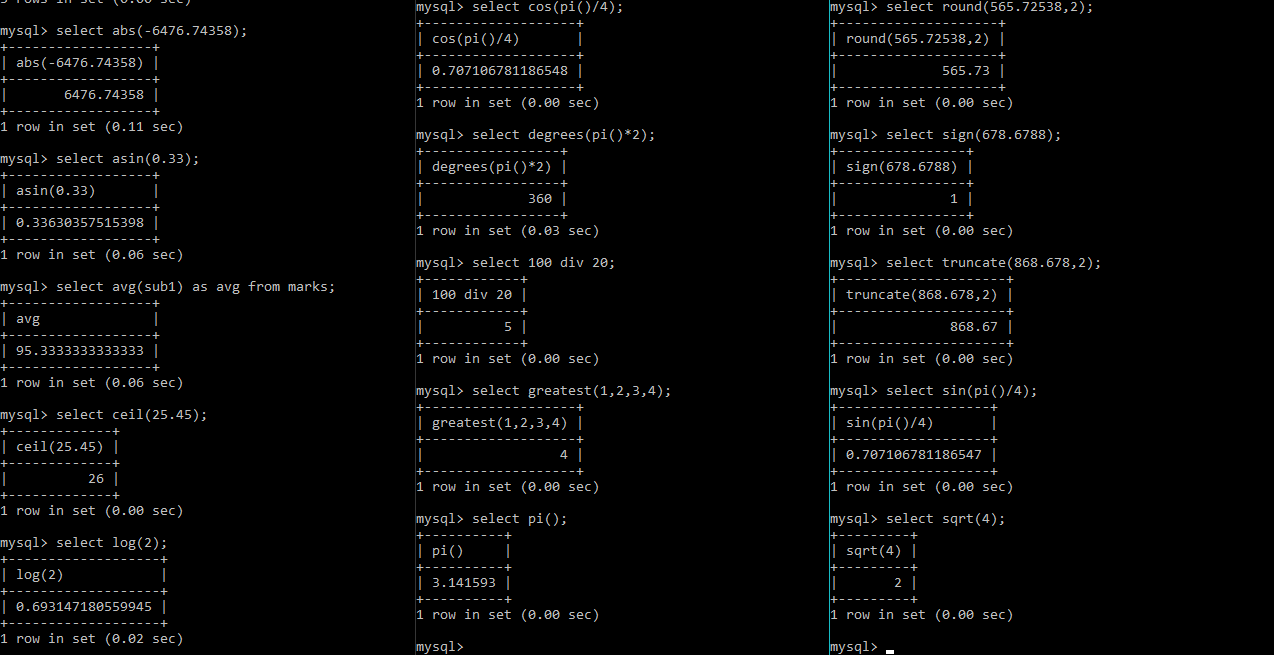 3 rows in set (0.00 sec)
mysql> select abs(-6476.74358);
+------------------+
| abs(-6476.74358) |
+------------------+
|       6476.74358 |
+------------------+
1 row in set (0.11 sec)
mysql> select asin(0.33);
+------------------+
| asin(0.33)       |
+------------------+
| 0.33630357515398 |
+------------------+
1 row in set (0.06 sec)
mysql> select avg(sub1) as avg from marks;
+------------------+
| avg              |
+------------------+
| 95.3333333333333 |
+------------------+
1 row in set (0.06 sec)
mysql> select ceil(25.45);
+-------------+
| ceil(25.45) |
+-------------+
|          26 |
+-------------+
1 row in set (0.00 sec)
mysql> select log(2);
+-------------------+
| log(2)            |
+-------------------+
| 0.693147180559945 |
+-------------------+
1 row in set (0.02 sec)
mysql> select cos(pi()/4);
+-------------------+
| cos(pi()/4)       |
+-------------------+
| 0.707106781186548 |
+-------------------+
1 row in set (0.00 sec)
mysql> select degrees(pi()*2);
+-----------------+
| degrees(pi()*2) |
+-----------------+
|             360 |
+-----------------+
1 row in set (0.03 sec)
mysql> select 100 div 20;
+------------+
| 100 div 20 |
+------------+
|          5 |
+------------+
1 row in set (0.00 sec)
mysql> select greatest(1,2,3,4);
+-------------------+
| greatest(1,2,3,4) |
+-------------------+
|                 4 |
+-------------------+
1 row in set (0.00 sec)
mysql> select pi();
+----------+
| pi()     |
+----------+
| 3.141593 |
+----------+
1 row in set (0.00 sec)
mysql>
mysql> select round(565.72538,2);
+--------------------+
| round(565.72538,2) |
+--------------------+
|             565.73 |
+--------------------+
1 row in set (0.00 sec)
mysql> select sign(678.6788);
+----------------+
| sign(678.6788) |
+----------------+
|              1 |
+----------------+
1 row in set (0.00 sec)
mysql> select truncate(868.678,2);
+---------------------+
| truncate(868.678,2) |
+---------------------+
|              868.67 |
+---------------------+
1 row in set (0.00 sec)
mysql> select sin(pi()/4);
+-------------------+
| sin(pi()/4)       |
+-------------------+
| 0.707106781186547 |
+-------------------+
1 row in set (0.00 sec)
mysql> select sqrt(4);
+---------+
| sqrt(4) |
+---------+
|       2 |
+---------+
1 row in set (0.00 sec)
mysql>